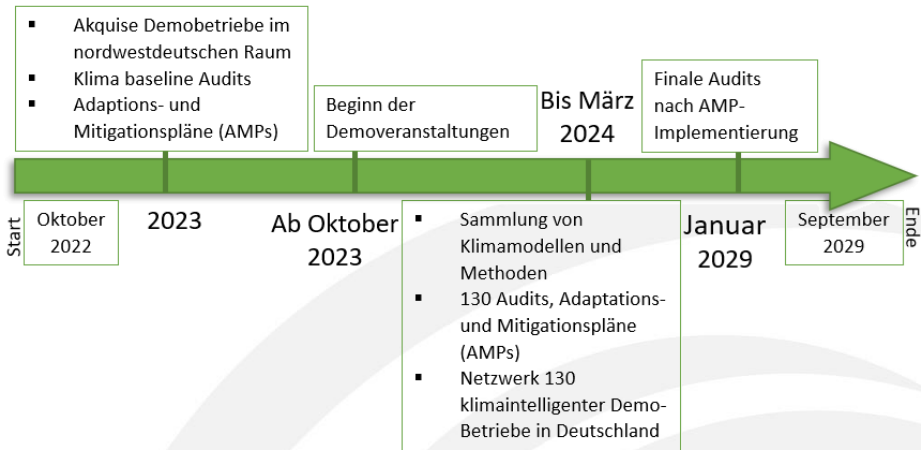 ▪ Akquise Demobetriebe im
nordwestdeutschen Raum
▪ Klima baseline Audits
▪ Adaptions- und
Mitigationspläne (AMPs)
Beginn der
Demoveranstaltungen
Bis März
2024
Finale Audits
nach AMP-
Implementierung
Start
Oktober
2022
2023
Ab Oktober
2023
▪ Sammlung von
Klimamodellen und
Methoden
▪ 130 Audits, Adaptations-
und Mitigationspläne
(AMPs)
▪ Netzwerk 130
klimaintelligenter Demo-
Betriebe in Deutschland
Januar
2029
September
2029
Ende